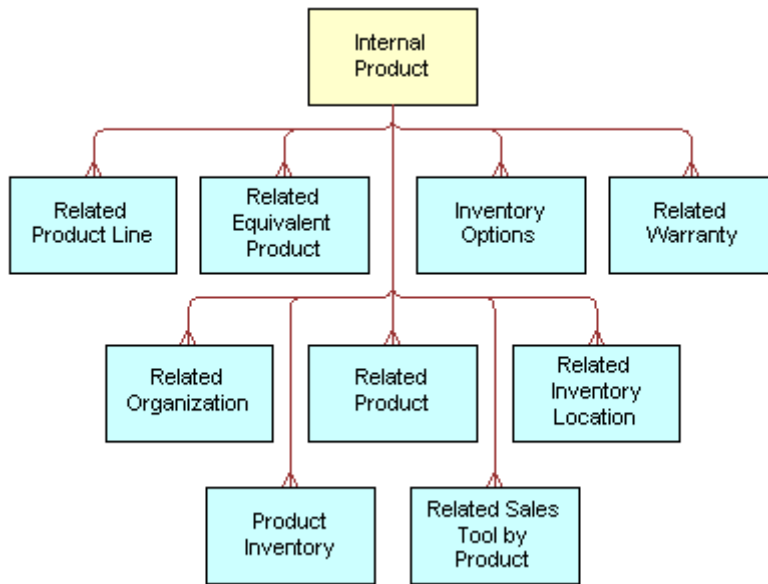 Internal
Product
Related
Product Line
Related
Equivalent
Product
Inventory
Options
Related
Warranty
Related
Organization
Related
Product
Related
Inventory
Location
Product
Inventory
Related Sales
Tool by
Product